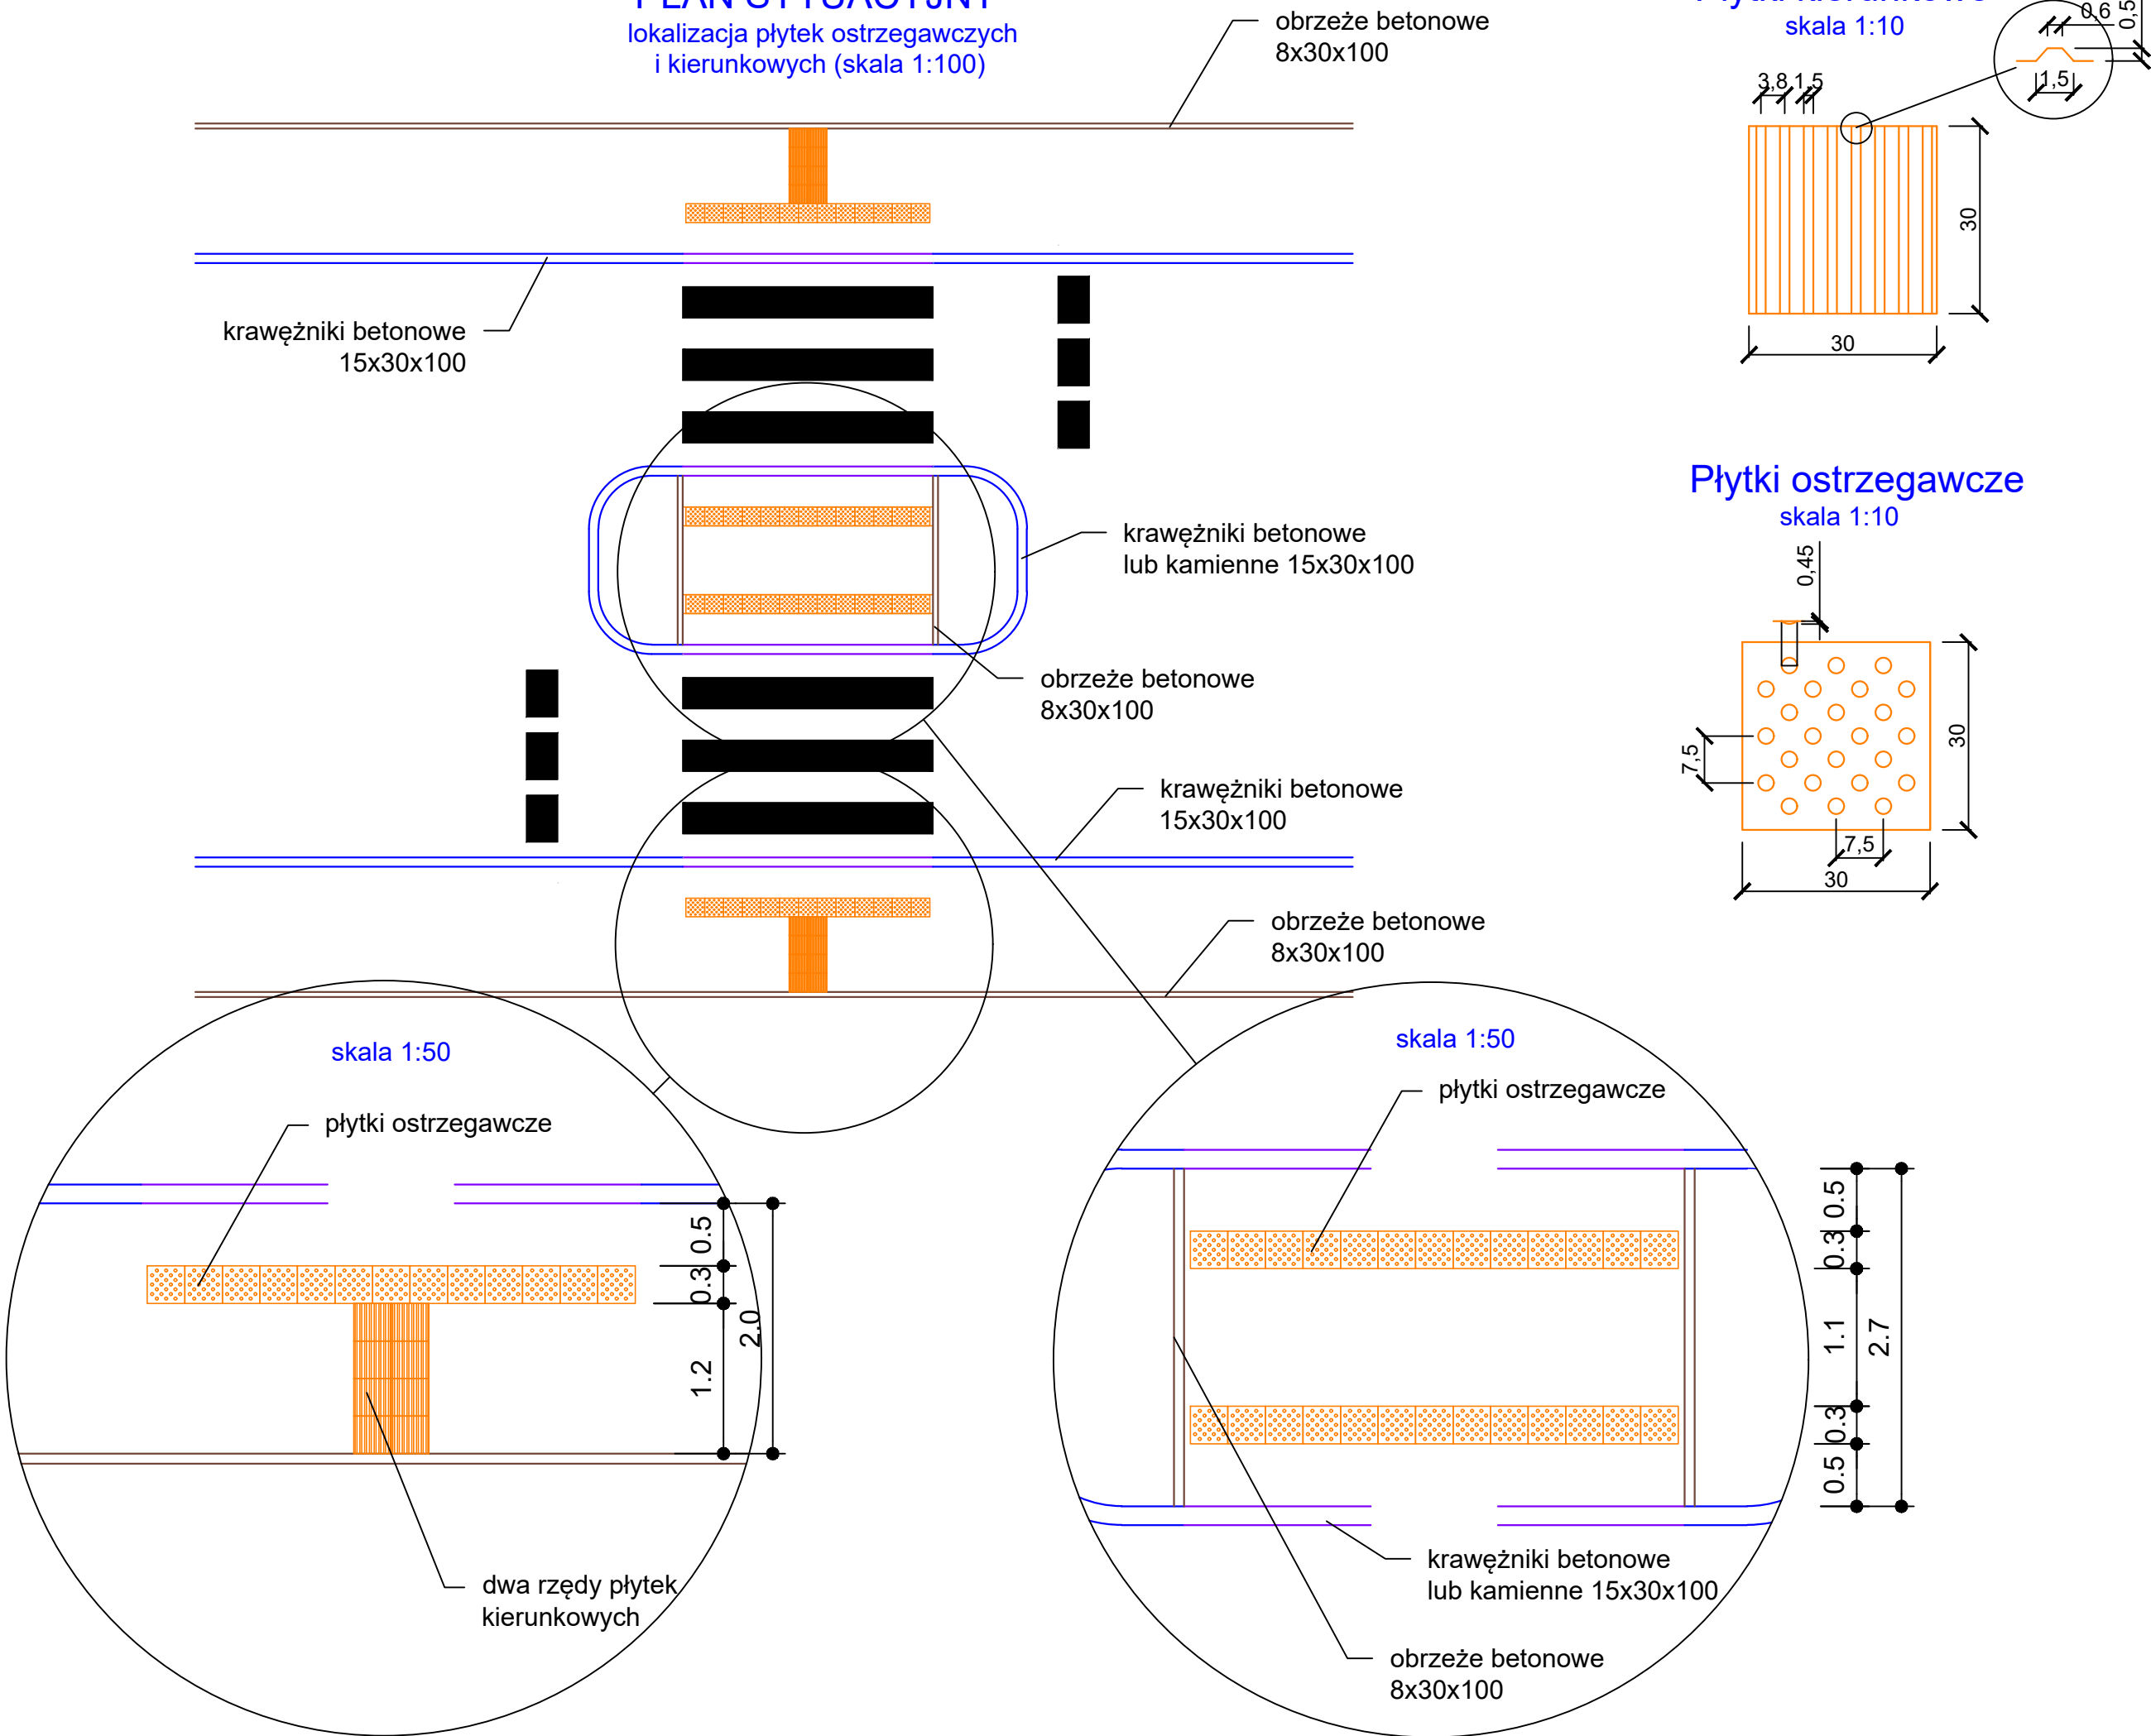 lokalizacja płytek ostrzegawczych
i kierunkowych (skala 1:100)
obrzeże betonowe
8x30x100
skala 1:10
0,6
0,5
1,5
3,8
1,5
30
30
krawężniki betonowe
15x30x100
Płytki ostrzegawcze
skala 1:10
0,45
krawężniki betonowe
lub kamienne 15x30x100
obrzeże betonowe
8x30x100
30
7,5
7,5
30
krawężniki betonowe
15x30x100
obrzeże betonowe
8x30x100
skala 1:50
płytki ostrzegawcze
0.5
0.3
2.0
1.2
dwa rzędy płytek
kierunkowych
skala 1:50
płytki ostrzegawcze
0.5
0.3
1.1
2.7
0.3
0.5
krawężniki betonowe
lub kamienne 15x30x100
obrzeże betonowe
8x30x100